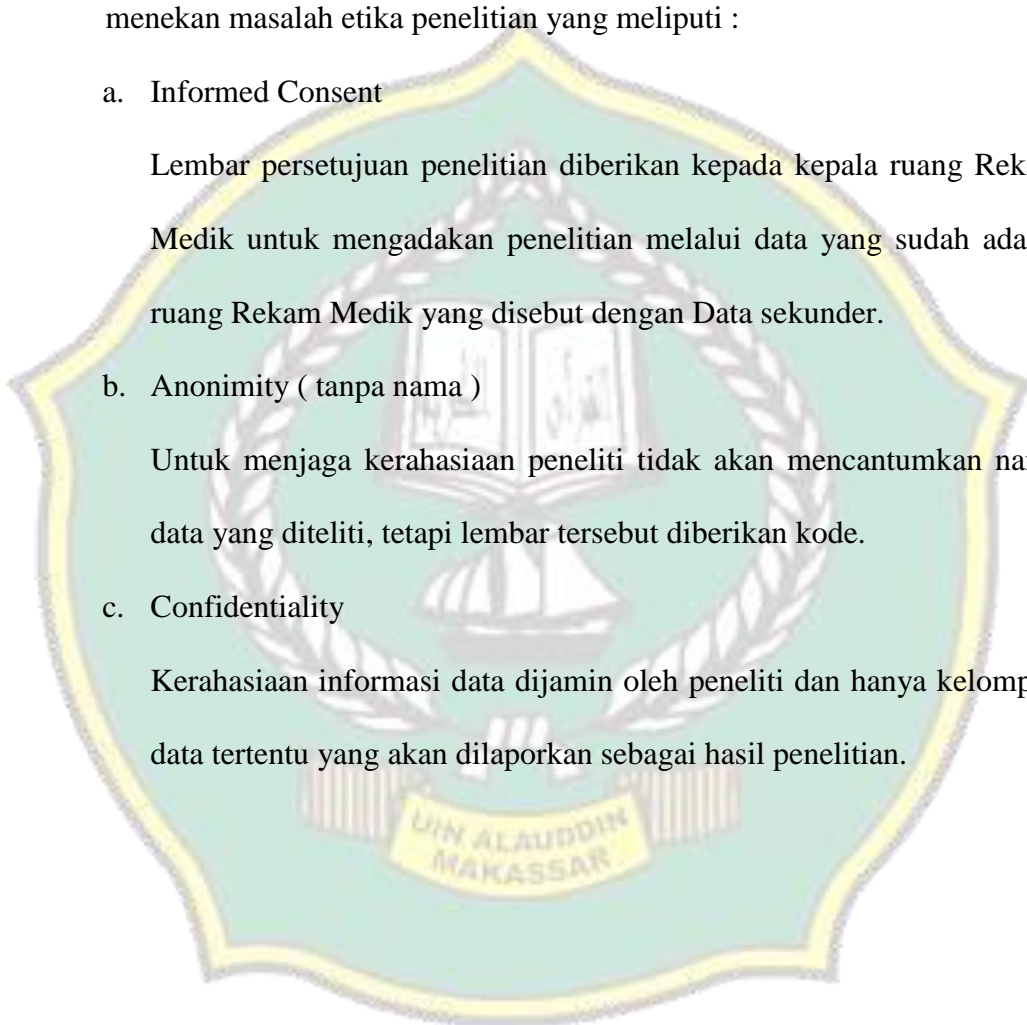 menekan masalah etika penelitian yang meliputi :
a. Informed Consent
Lembar persetujuan penelitian diberikan kepada kepala ruang Rek
Medik untuk mengadakan penelitian melalui data yang sudah ada
ruang Rekam Medik yang disebut dengan Data sekunder.
b. Anonimity ( tanpa nama )
Untuk menjaga kerahasiaan peneliti tidak akan mencantumkan na
data yang diteliti, tetapi lembar tersebut diberikan kode.
c. Confidentiality
Kerahasiaan informasi data dijamin oleh peneliti dan hanya kelomp
data tertentu yang akan dilaporkan sebagai hasil penelitian.
UIN ALAUDDIN
MAKASSAR